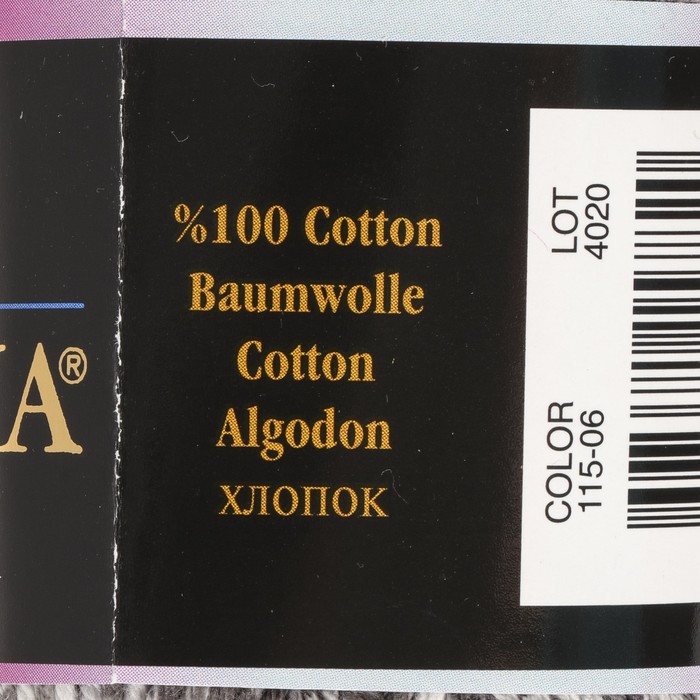 %100 Cotton
Baumwolle
Cotton
Algodon
хлопок
A®
LOT
4020
COLOR
115-06